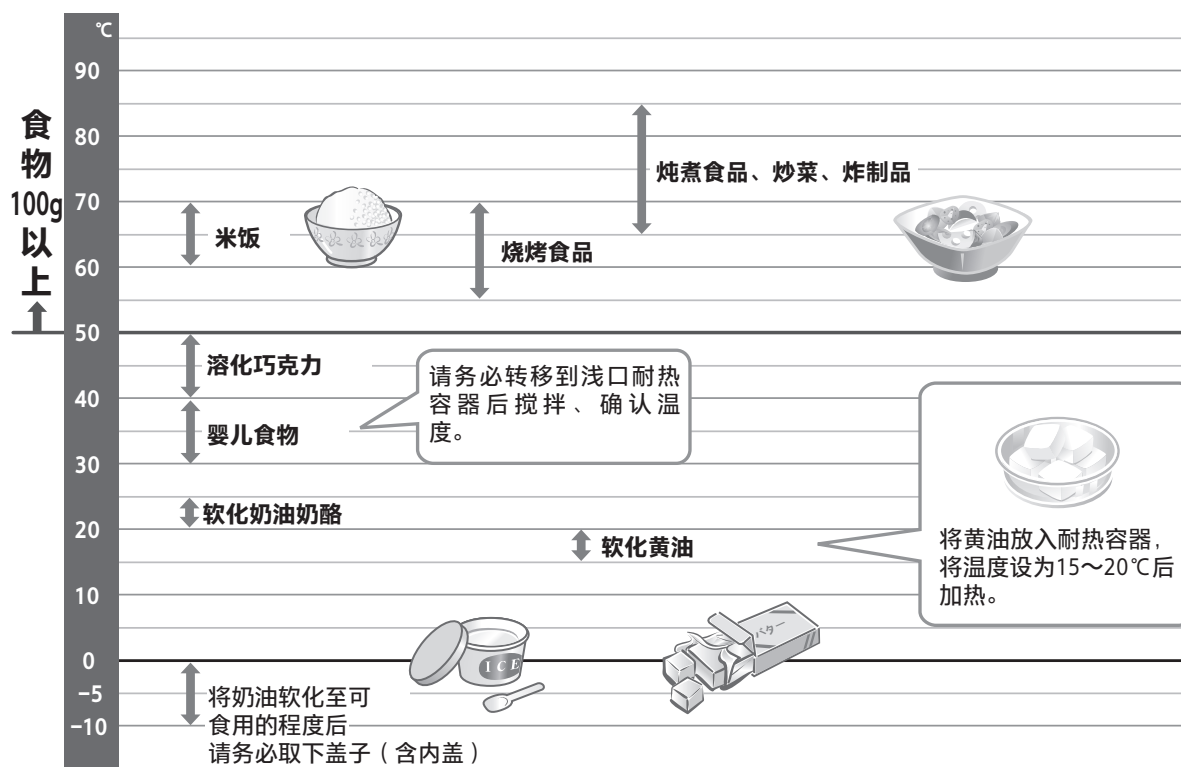 ℃
90
80
70
60
50
40
30
20
10
0
−5
−10
食物
100g
以上
炖煮食品、炒菜、炸制品
米饭
烧烤食品
溶化巧克力
请务必转移到浅口耐热
容器后搅拌、确认温
度。
婴儿食物
软化奶油奶酪
软化黄油
将黄油放入耐热容器，
将温度设为15～20℃后
加热。
バター
ICE
将奶油软化至可
食用的程度后
请务必取下盖子（含内盖）